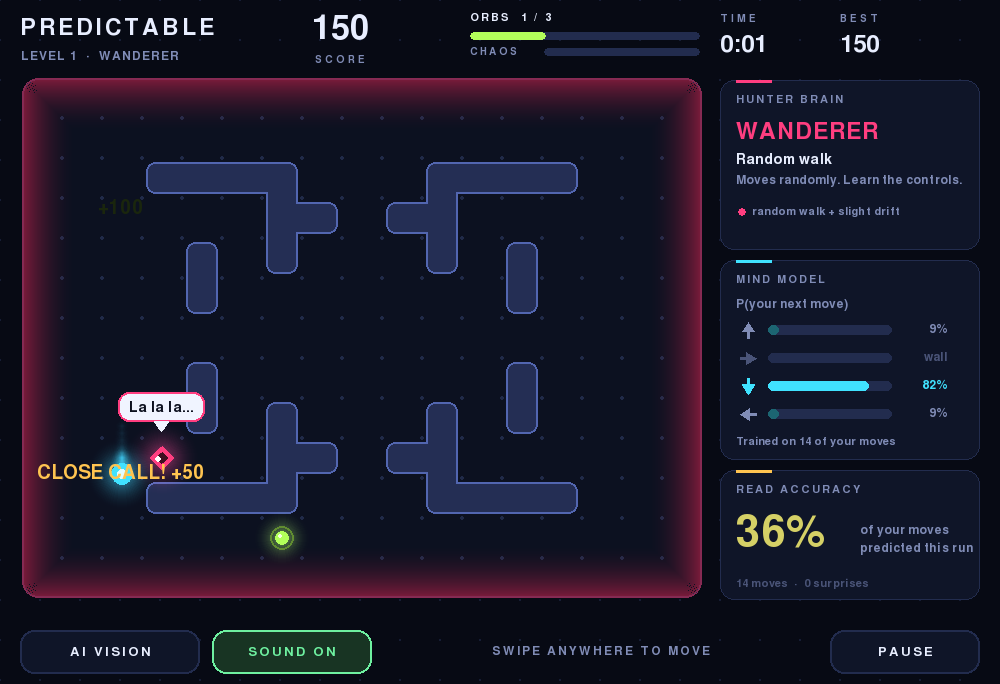 PREDICTABLE
LEVEL 1 · WANDERER
150
SCORE
ORBS 1 / 3
CHAOS
TIME
0:01
BEST
150
+100
La la la...
CLOSE CALL! +50
HUNTER BRAIN
WANDERER
Random walk
Moves randomly. Learn the controls.
random walk + slight drift
MIND MODEL
P(your next move)
9%
wall
82%
9%
Trained on 14 of your moves
READ ACCURACY
36%
of your moves
predicted this run
14 moves · 0 surprises
AI VISION
SOUND ON
SWIPE ANYWHERE TO MOVE
PAUSE